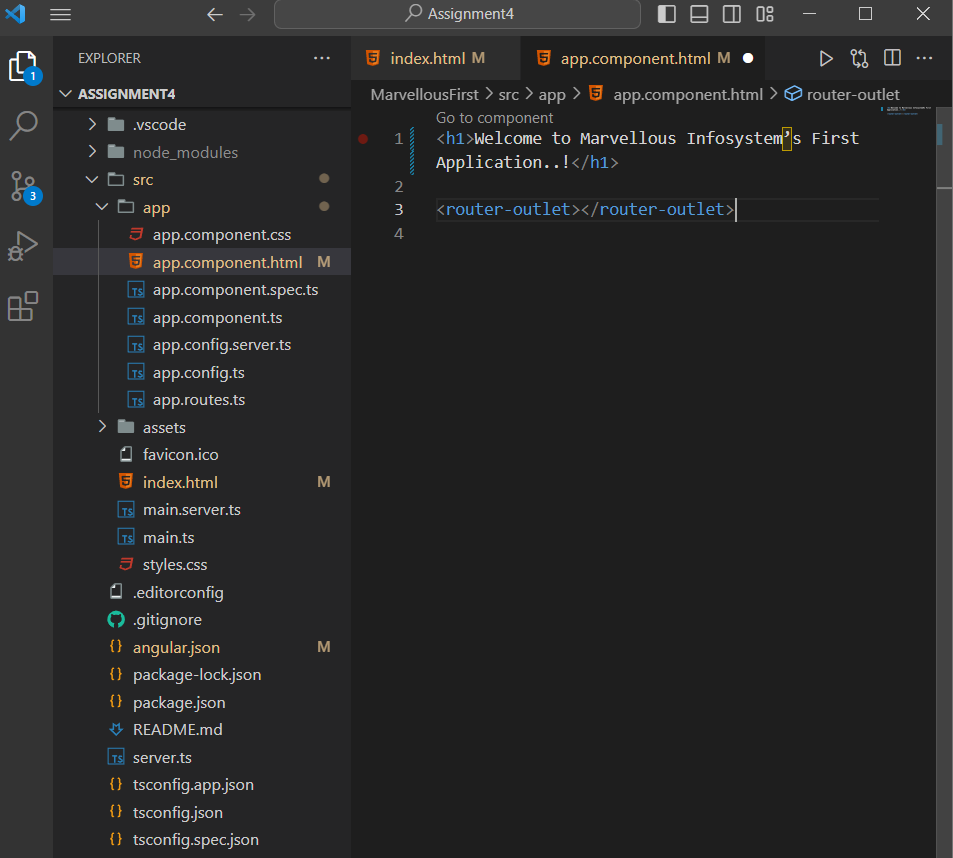 Assignment4
EXPLORER
ASSIGNMENT4
.vscode
node_modules
src
app
app.component.css
app.component.html M
app.component.spec.ts
app.component.ts
app.config.server.ts
app.config.ts
app.routes.ts
assets
favicon.ico
index.html M
main.server.ts
main.ts
styles.css
.editorconfig
.gitignore
angular.json M
package-lock.json
package.json
README.md
server.ts
tsconfig.app.json
tsconfig.json
tsconfig.spec.json
1
3
index.html M
app.component.html M
MarvellousFirst > src > app > app.component.html > router-outlet
Go to component
1 <h1>Welcome to Marvellous Infosystem’s First
Application..!</h1>
2
3 <router-outlet></router-outlet>
4